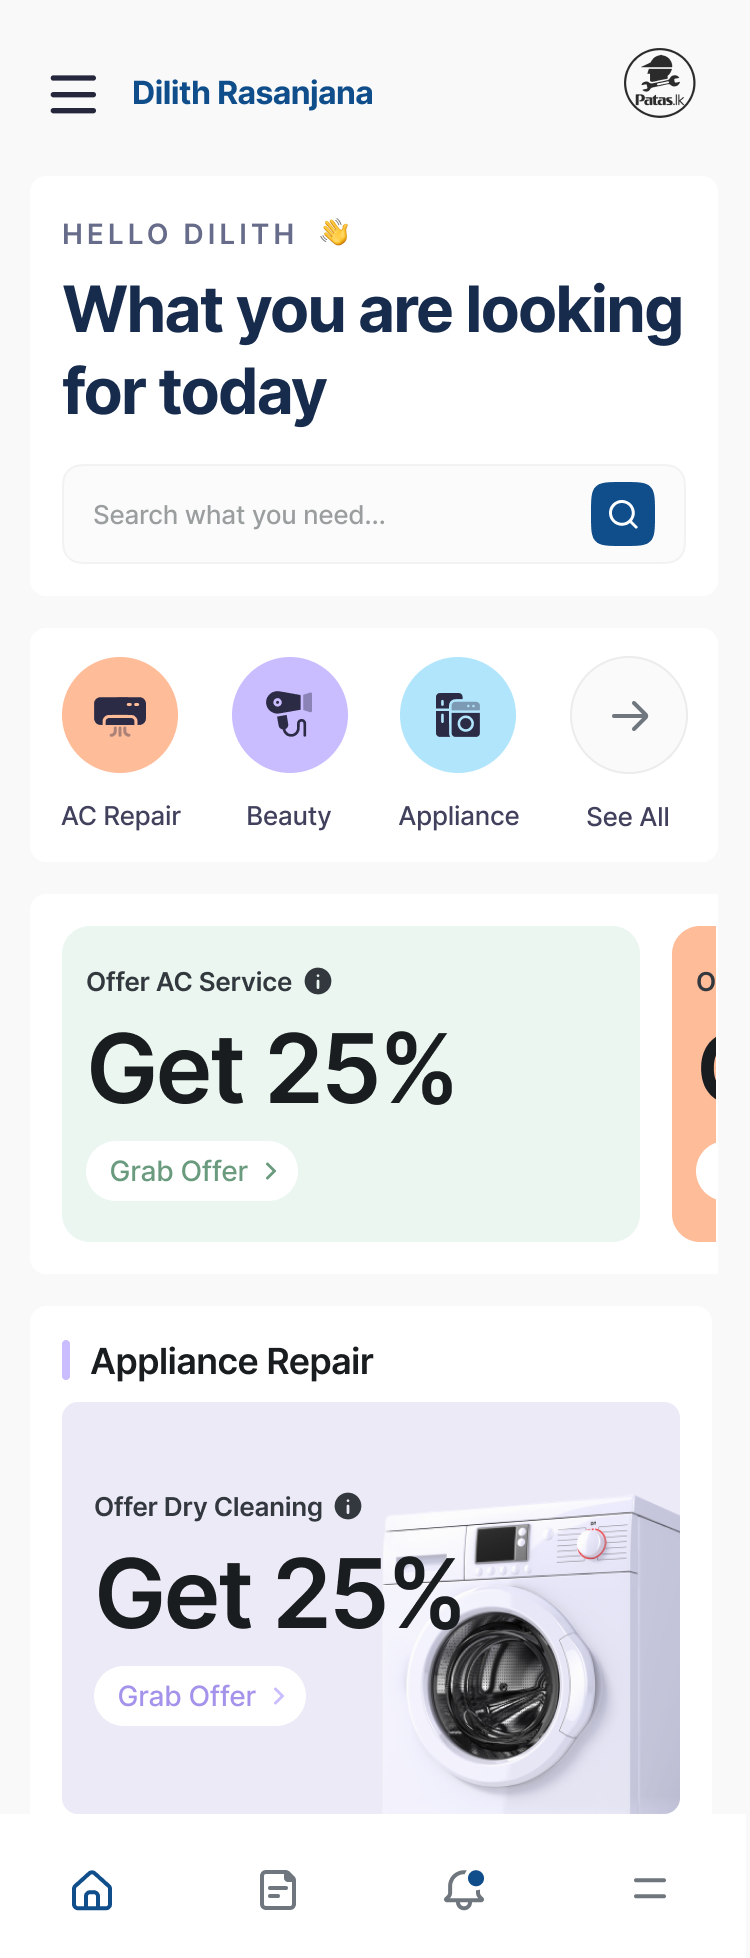 Dilith Rasanjana
Patas.lk
HELLO DILITH 👋
What you are looking
for today
Search what you need...
AC Repair
Beauty
Appliance
See All
Offer AC Service
Get 25%
Grab Offer
Appliance Repair
Offer Dry Cleaning
Get 25%
Grab Offer